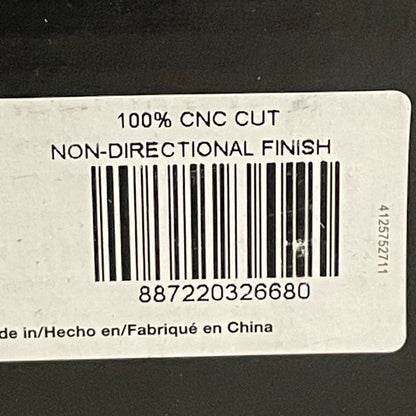 100% CNC CUT
NON-DIRECTIONAL FINISH
887220326680
4125752711
de in/Hecho en/Fabriqué en China